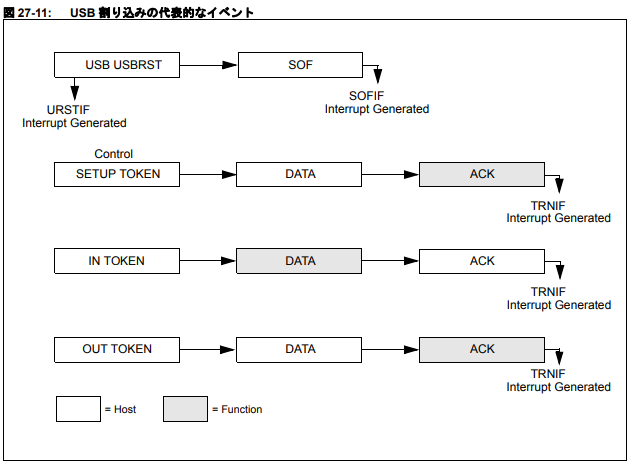 図 27-11: USB 割り込みの代表的なイベント
USB USBRST
SOF
URSTIF
Interrupt Generated
SOFIF
Interrupt Generated
Control
SETUP TOKEN
DATA
ACK
TRNIF
Interrupt Generated
IN TOKEN
DATA
ACK
TRNIF
Interrupt Generated
OUT TOKEN
DATA
ACK
TRNIF
Interrupt Generated
= Host
= Function